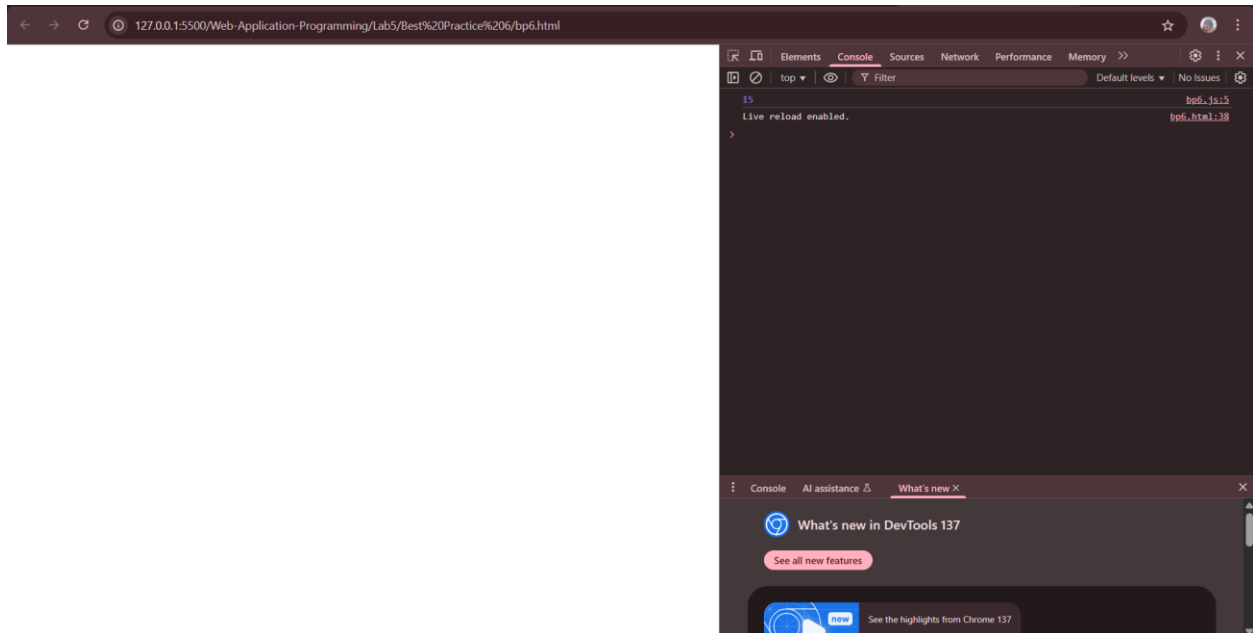 127.0.0.1:5500/Web-Application-Programming/Lab5/Best%20Practice%206/bp6.html
Elements Console Sources Network Performance Memory
top Filter Default levels No Issues
15 bp6.js:5
Live reload enabled. bp6.html:38
Console AI assistance What's new
What's new in DevTools 137
See all new features
new See the highlights from Chrome 137